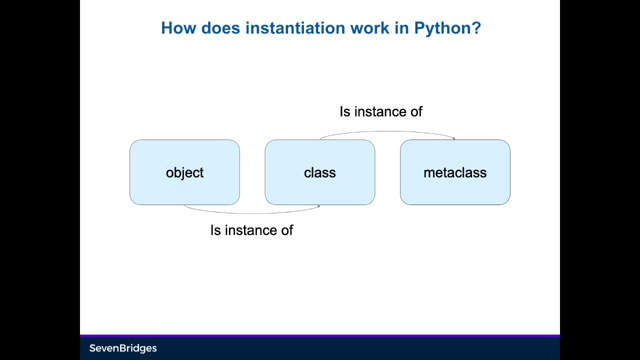 How does instantiation work in Python?
Is instance of
object
class
metaclass
Is instance of
SevenBridges